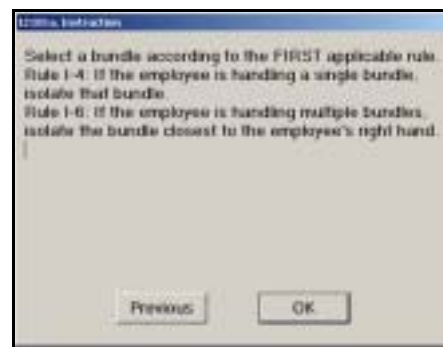 Instruction
Select a bundle according to the FIRST applicable rule.
Rule I-4: If the employee is handling a single bundle,
isolate that bundle.
Rule I-6: If the employee is handling multiple bundles,
isolate the bundle closest to the employee's right hand.
Previous
OK